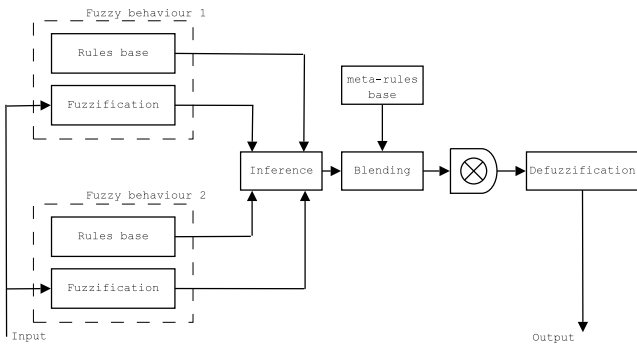 Fuzzy behaviour 1
Rules base
Fuzzification
meta-rules
base
Inference
Blending
Defuzzification
Fuzzy behaviour 2
Rules base
Fuzzification
Input
Output